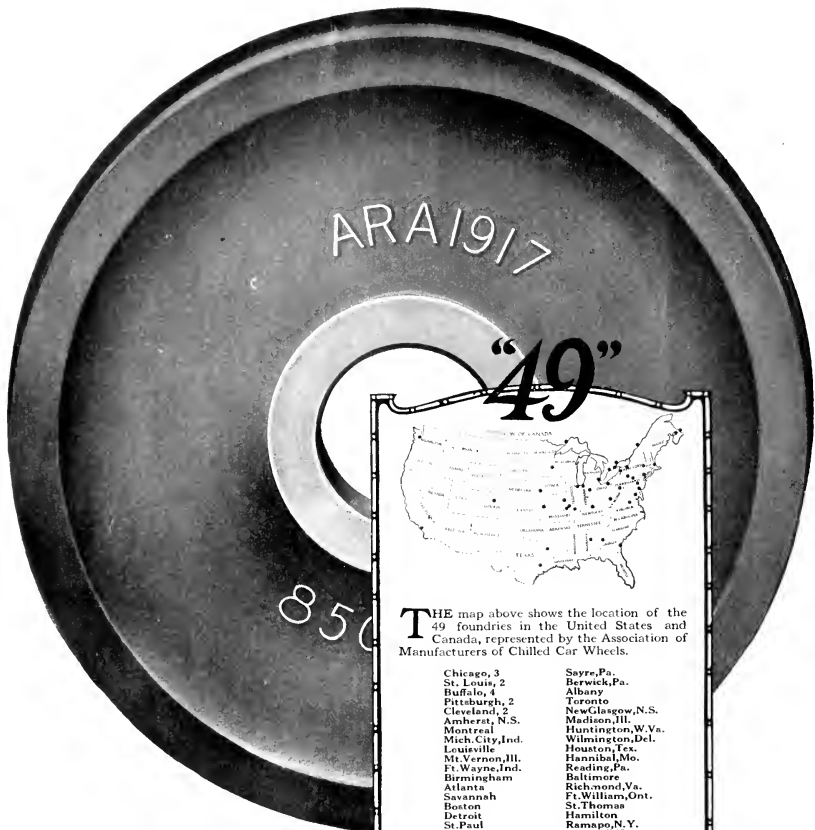 ARA 1917
"49"
850
TEXAS
THE map above shows the location of the
49 foundries in the United States and
Canada, represented by the Association of
Manufacturers of Chilled Car Wheels.
Chicago, 3
St. Louis, 2
Buffalo, 4
Pittsburgh, 2
Cleveland, 2
Amherst, N.S.
Montreal
Mich.City,Ind.
Louisville
Mt.Vernon,Ill.
Ft.Wayne,Ind.
Birmingham
Atlanta
Savannah
Boston
Detroit
St.Paul
Sayre,Pa.
Berwick,Pa.
Albany
Toronto
NewGlasgow,N.S.
Madison,Ill.
Huntington,W.Va.
Wilmington,Del.
Houston,Tex.
Hannibal,Mo.
Reading,Pa.
Baltimore
Richmond,Va.
Ft.William,Ont.
St.Thomas
Hamilton
Ramapo,N.Y.